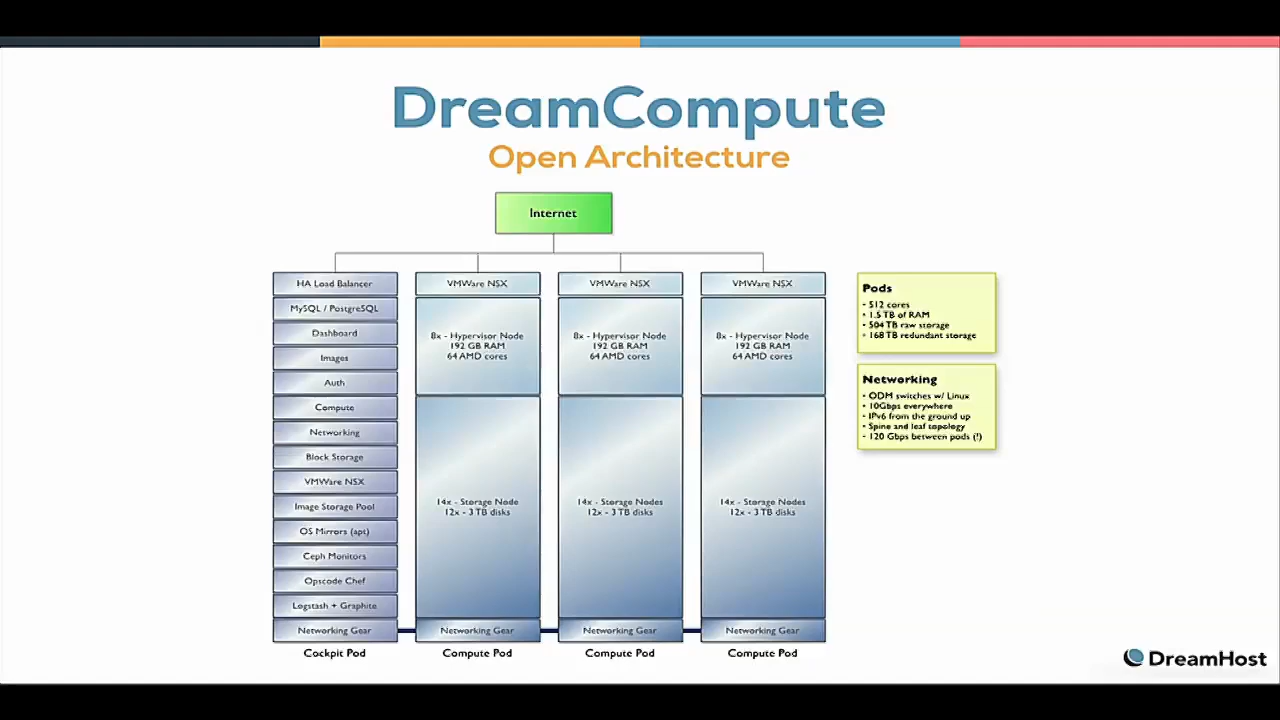 DreamCompute
Open Architecture
Internet
HA Load Balancer
MySQL / PostgreSQL
Dashboard
Images
Auth
Compute
Networking
Block Storage
VMWare NSX
Image Storage Pool
OS Mirrors (apt)
Ceph Monitors
Opscode Chef
Logstash + Graphite
Networking Gear
Cockpit Pod
VMWare NSX
8x - Hypervisor Node
192 GB RAM
64 AMD cores
14x - Storage Node
12x - 3 TB disks
Networking Gear
Compute Pod
VMWare NSX
8x - Hypervisor Node
192 GB RAM
64 AMD cores
14x - Storage Nodes
12x - 3 TB disks
Networking Gear
Compute Pod
VMWare NSX
8x - Hypervisor Node
192 GB RAM
64 AMD cores
14x - Storage Nodes
12x - 3 TB disks
Networking Gear
Compute Pod
Pods
• 512 cores
• 1.5 TB of RAM
• 504 TB raw storage
• 168 TB redundant storage
Networking
• ODM switches w/ Linux
• 10Gbps everywhere
• IPv6 from the ground up
• Spine and leaf topology
• 120 Gbps between pods (!)
DreamHost